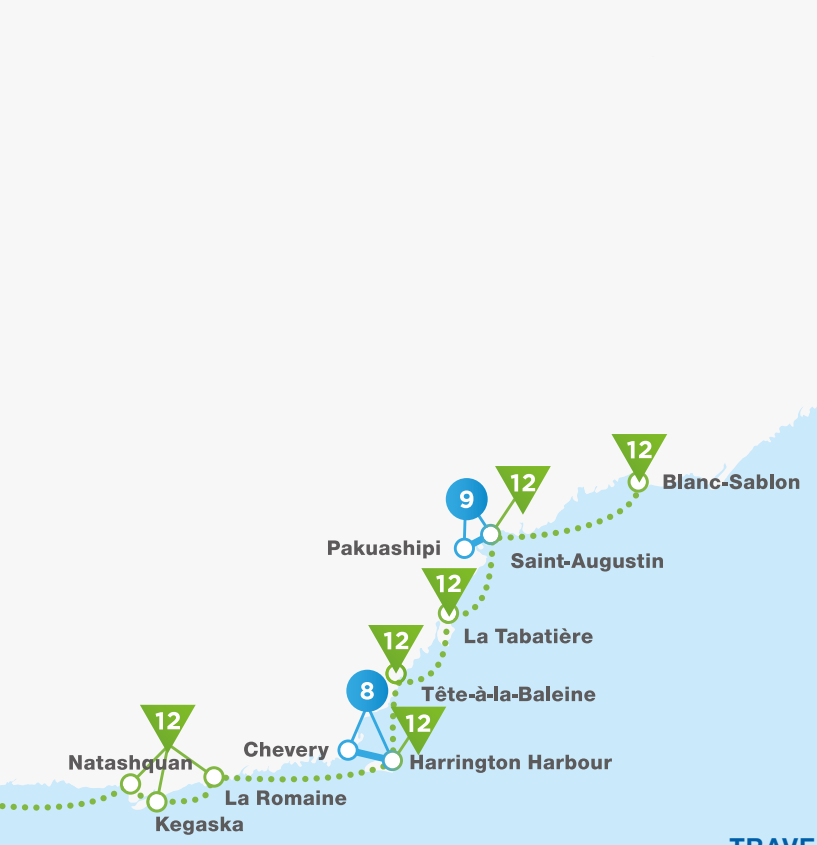 12
Blanc-Sablon
12
9
Pakuashipi
Saint-Augustin
12
La Tabatière
12
Tête-à-la-Baleine
8
12
12
Chevery
Harrington Harbour
Natashquan
La Romaine
Kegaska